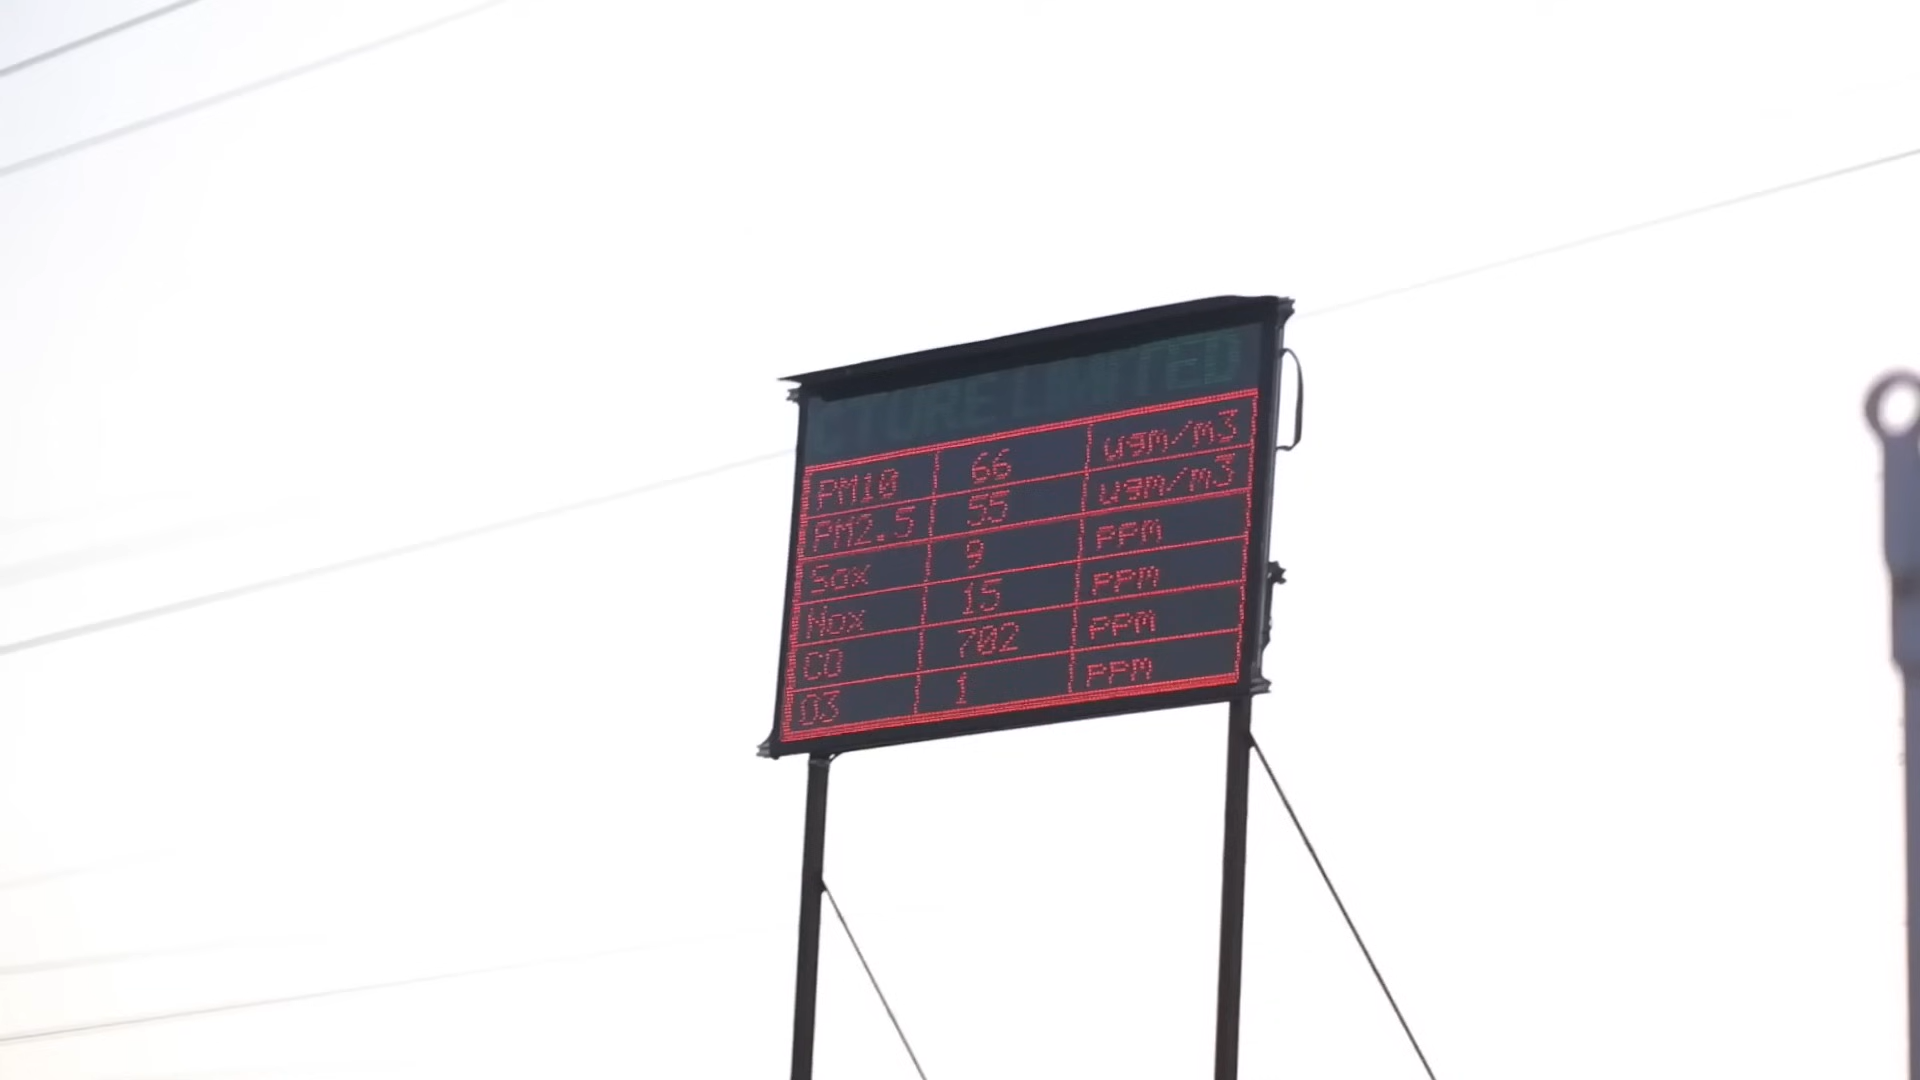 CTURE LIMITED
PM10 66 ugm/m3
PM2.5 55 ugm/m3
Sox 9 ppm
Nox 15 ppm
CO 702 ppm
O3 1 ppm